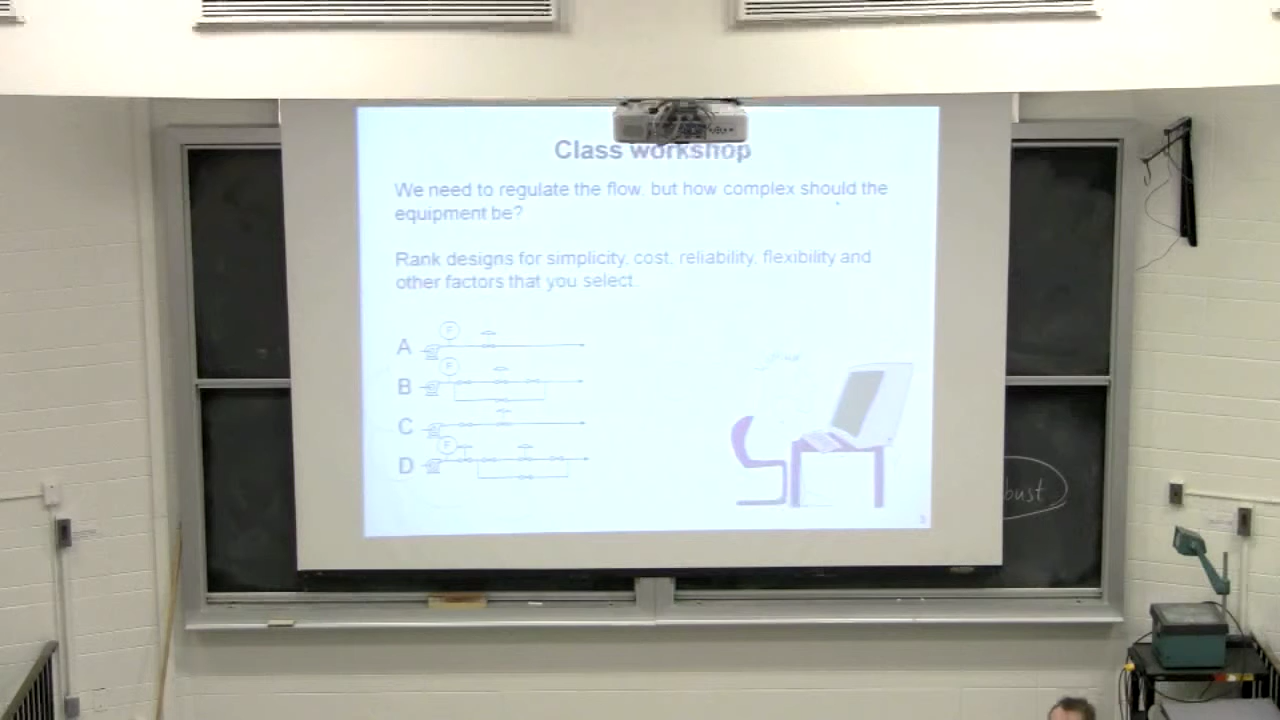 Class workshop
We need to regulate the flow, but how complex should the
equipment be?
Rank designs for simplicity, cost, reliability, flexibility and
other factors that you select.
F
A
F
B
C
F
D
bust
3